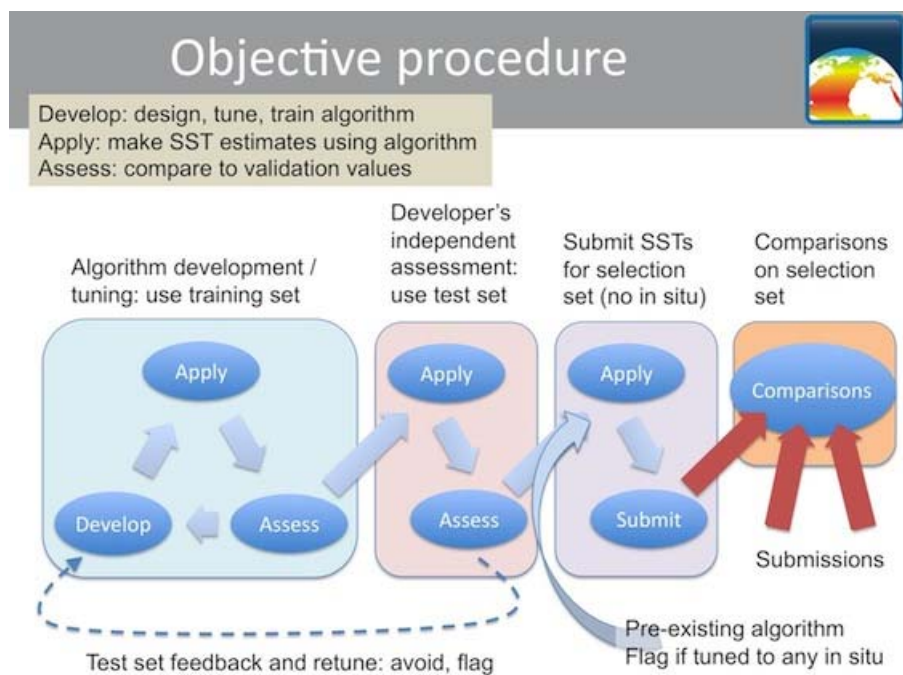 Objective procedure
Develop: design, tune, train algorithm
Apply: make SST estimates using algorithm
Assess: compare to validation values
Algorithm development /
tuning: use training set
Developer's
independent
assessment:
use test set
Submit SSTs
for selection
set (no in situ)
Comparisons
on selection
set
Apply
Develop
Assess
Apply
Assess
Apply
Submit
Comparisons
Submissions
Test set feedback and retune: avoid, flag
Pre-existing algorithm
Flag if tuned to any in situ